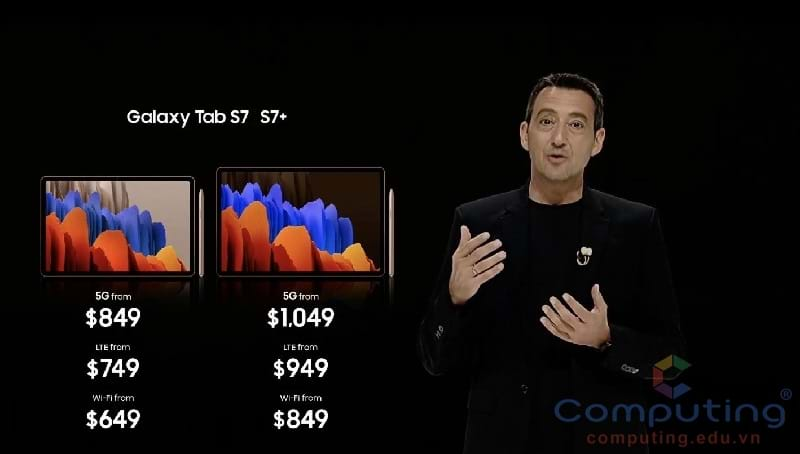 Galaxy Tab S7 S7+
5G from
$849
LTE from
$749
Wi-Fi from
$649
5G from
$1,049
LTE from
$949
Wi-Fi from
$849
Computing®
computing.edu.vn